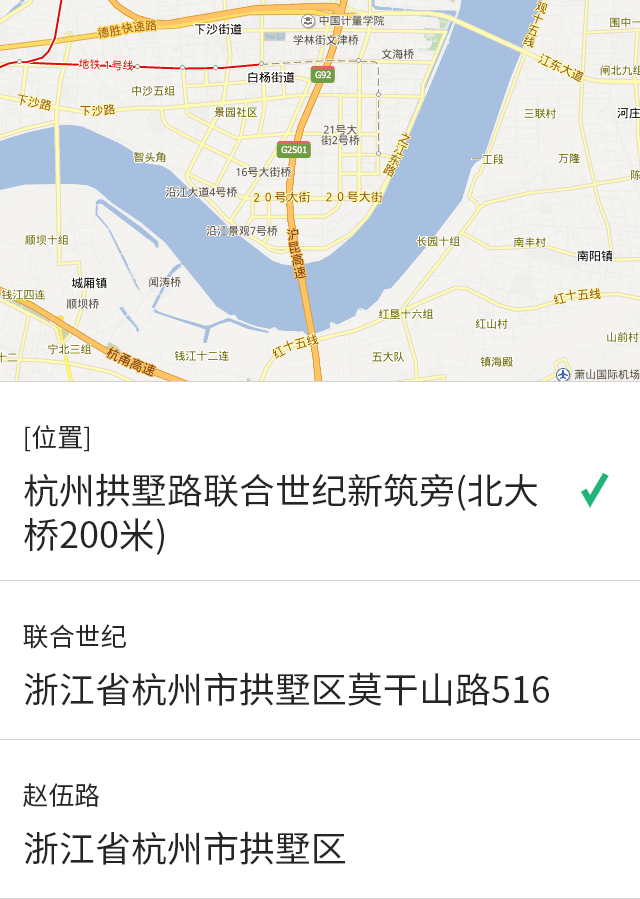 德胜快速路
下沙街道
中国计量学院
学林街文津桥
文海桥
观十五线
围中一
江东大道
闸北九组
地铁1号线
白杨街道
G92
中沙五组
下沙路
下沙路
景园社区
三联村
河庄
21号大
街2号桥
G2501
之江东路
智头角
一工段
万隆
16号大街桥
陈
沿江大道4号桥
20号大街
20号大街
沿江景观7号桥
沪昆高速
顺坝十组
长园十组
南丰村
南阳镇
城厢镇
闻涛桥
钱江四连
顺坝桥
红十五线
红垦十六组
红山村
山前村
红十五线
宁北三组
十二
杭甬高速
钱江十二连
五大队
镇海殿
萧山国际机场
[位置]
杭州拱墅路联合世纪新筑旁(北大
桥200米)
联合世纪
浙江省杭州市拱墅区莫干山路516
赵伍路
浙江省杭州市拱墅区